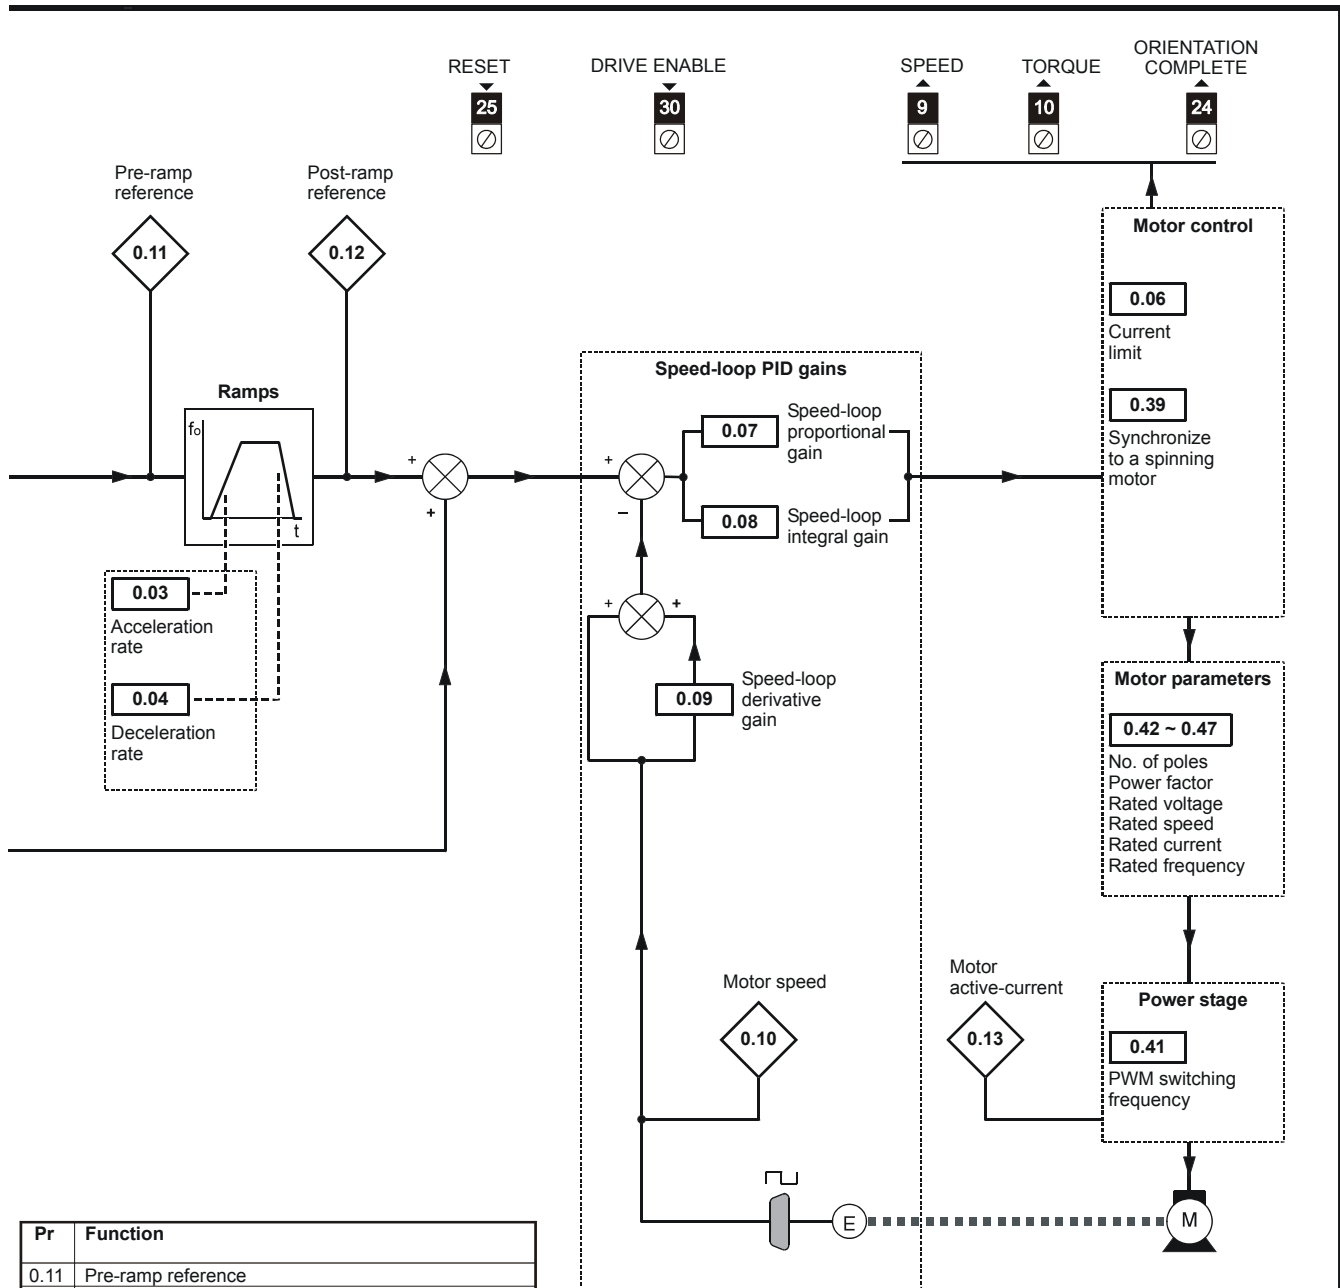 RESET
DRIVE ENABLE
SPEED
TORQUE
ORIENTATION
COMPLETE
25
30
9
10
24
Pre-ramp
reference
0.11
Post-ramp
reference
0.12
Ramps
fo
t
0.03
Acceleration
rate
0.04
Deceleration
rate
+
+
Speed-loop PID gains
+
−
0.07
Speed-loop
proportional
gain
0.08
Speed-loop
integral gain
+
+
0.09
Speed-loop
derivative
gain
Motor control
0.06
Current
limit
0.39
Synchronize
to a spinning
motor
Motor parameters
0.42 ~ 0.47
No. of poles
Power factor
Rated voltage
Rated speed
Rated current
Rated frequency
Motor speed
0.10
Motor
active-current
0.13
Power stage
0.41
PWM switching
frequency
E
M
Pr Function
0.11 Pre-ramp reference